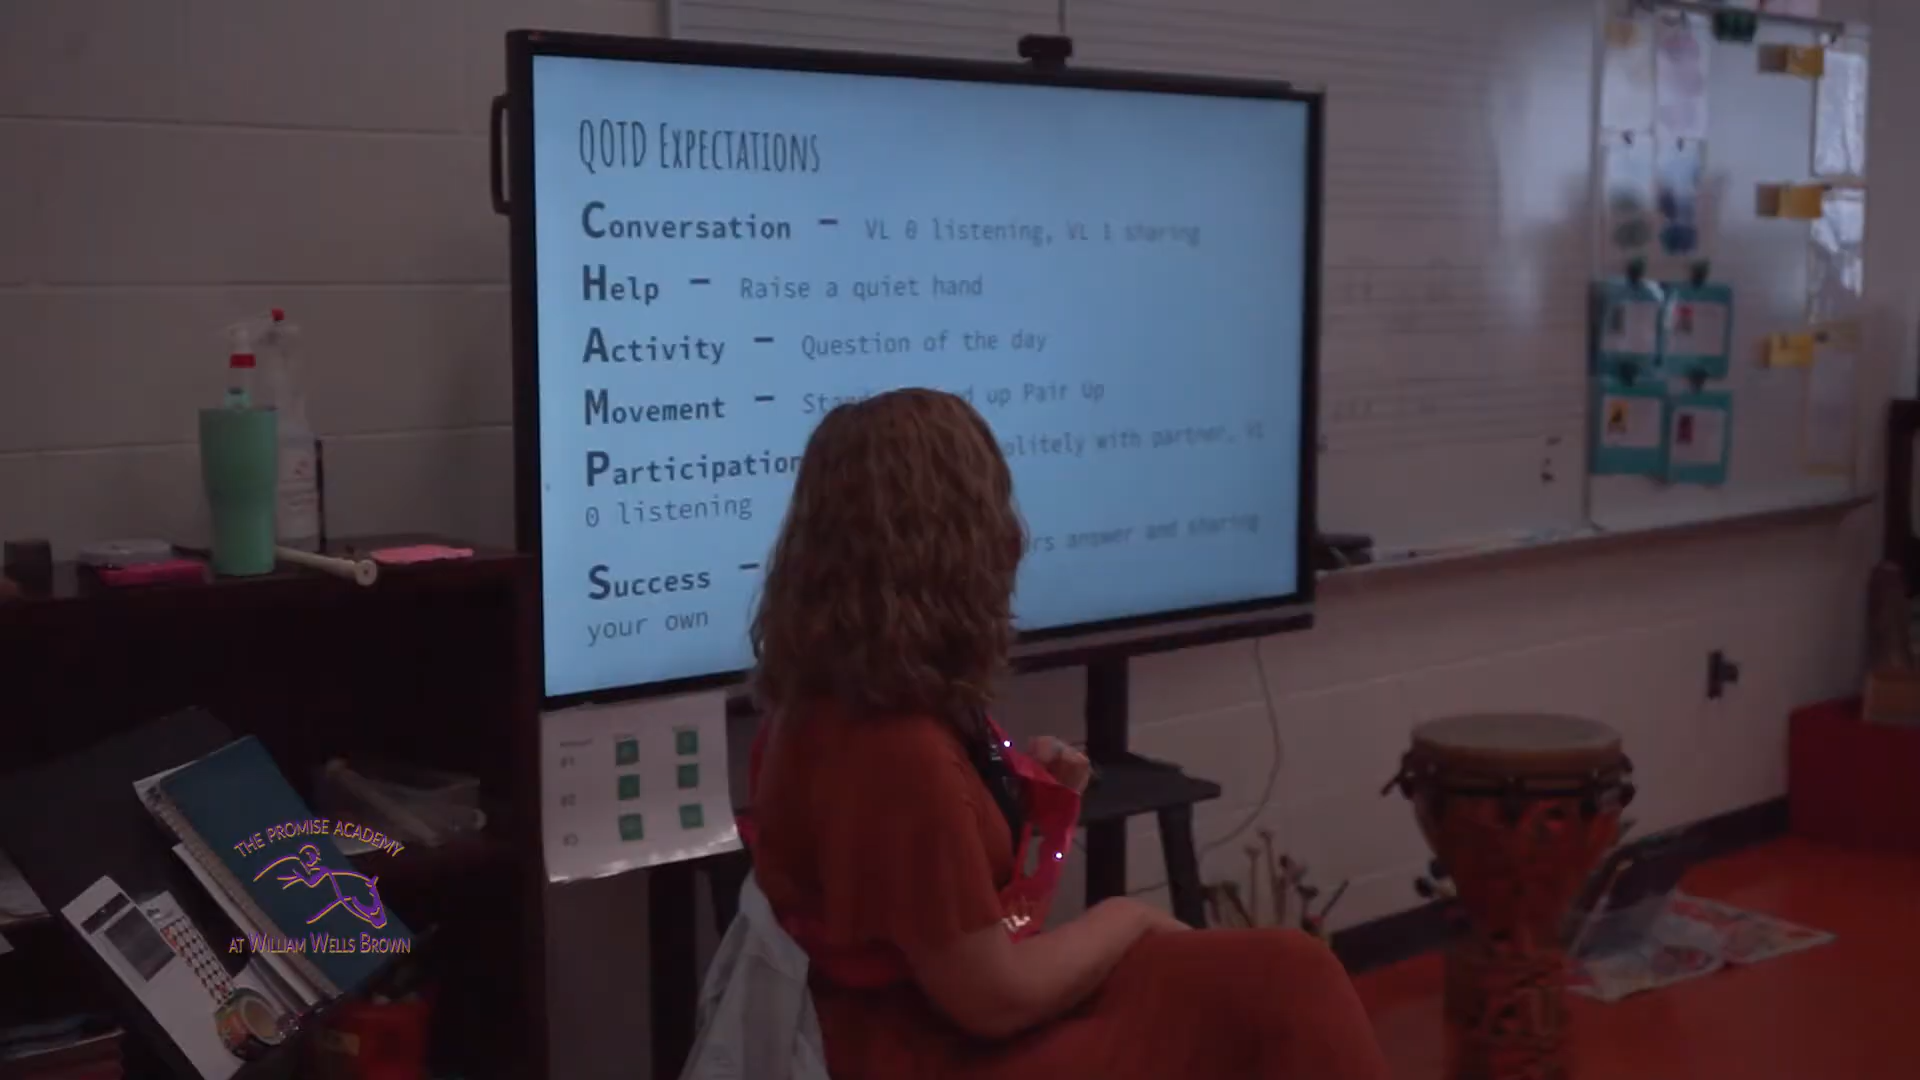 QOTD EXPECTATIONS
Conversation - VL 0 listening, VL 1 sharing
Help - Raise a quiet hand
Activity - Question of the day
Movement - up Pair Up
Participation politely with partner, VL
0 listening
Success - answer and sharing
your own
THE PROMISE ACADEMY
AT WILLIAM WELLS BROWN